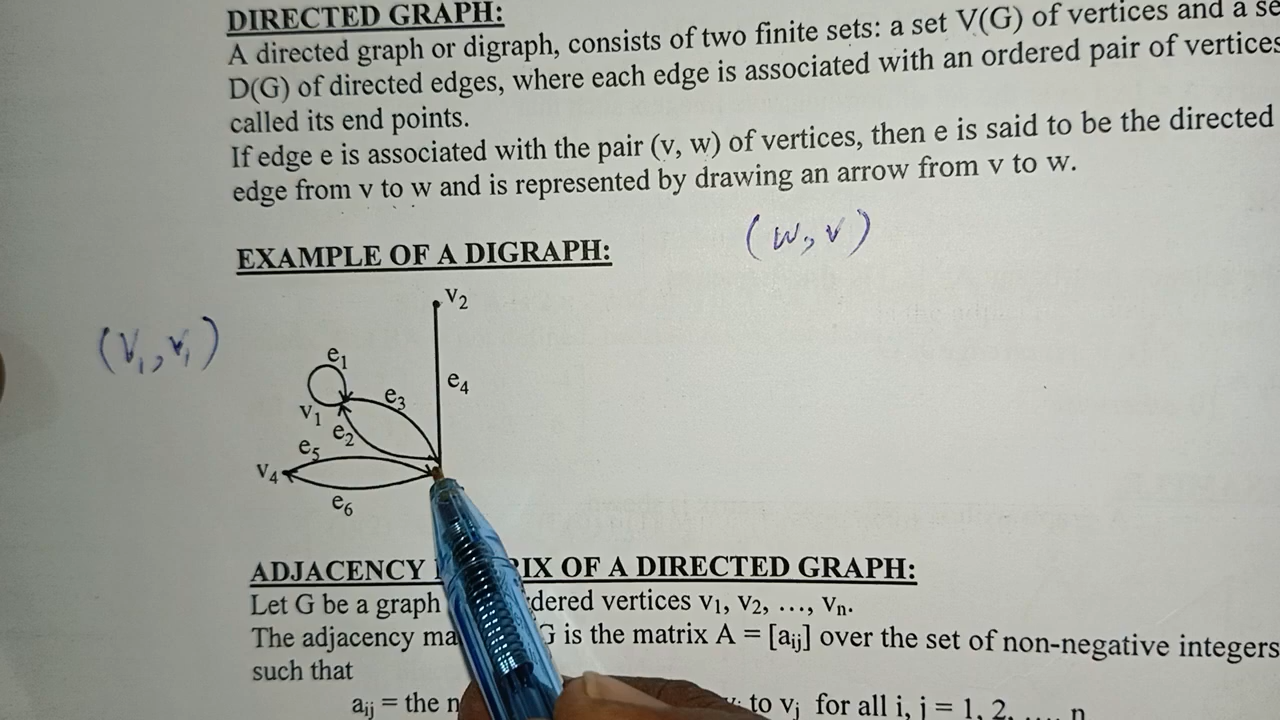 DIRECTED GRAPH:
A directed graph or digraph, consists of two finite sets: a set V(G) of vertices and a se
D(G) of directed edges, where each edge is associated with an ordered pair of vertices
called its end points.
If edge e is associated with the pair (v, w) of vertices, then e is said to be the directed
edge from v to w and is represented by drawing an arrow from v to w.
(w, v)
EXAMPLE OF A DIGRAPH:
v₂
(v₁, v₁)
e₁
e₄
e₃
v₁
e₂
e₅
v₄
e₆
ADJACENCY IX OF A DIRECTED GRAPH:
Let G be a graph dered vertices v₁, v₂, …, vₙ.
The adjacency ma G is the matrix A = [aᵢⱼ] over the set of non-negative integers
such that
aᵢⱼ = the n to vⱼ for all i, j = 1, 2, …, n